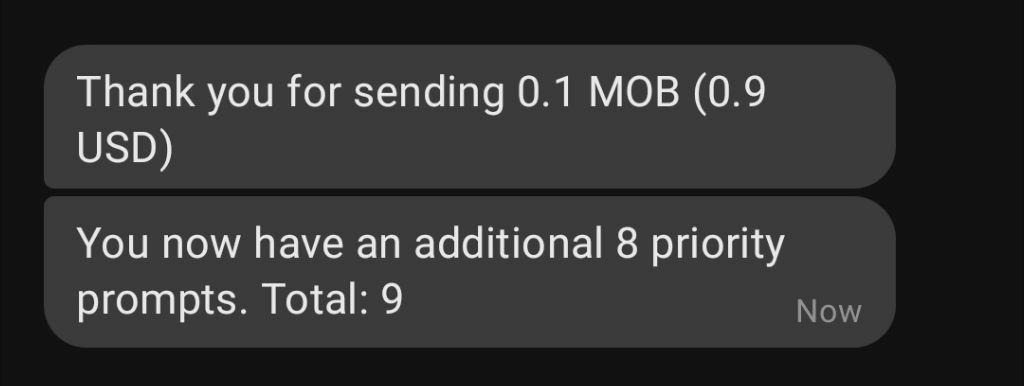 Thank you for sending 0.1 MOB (0.9
USD)
You now have an additional 8 priority
prompts. Total: 9
Now